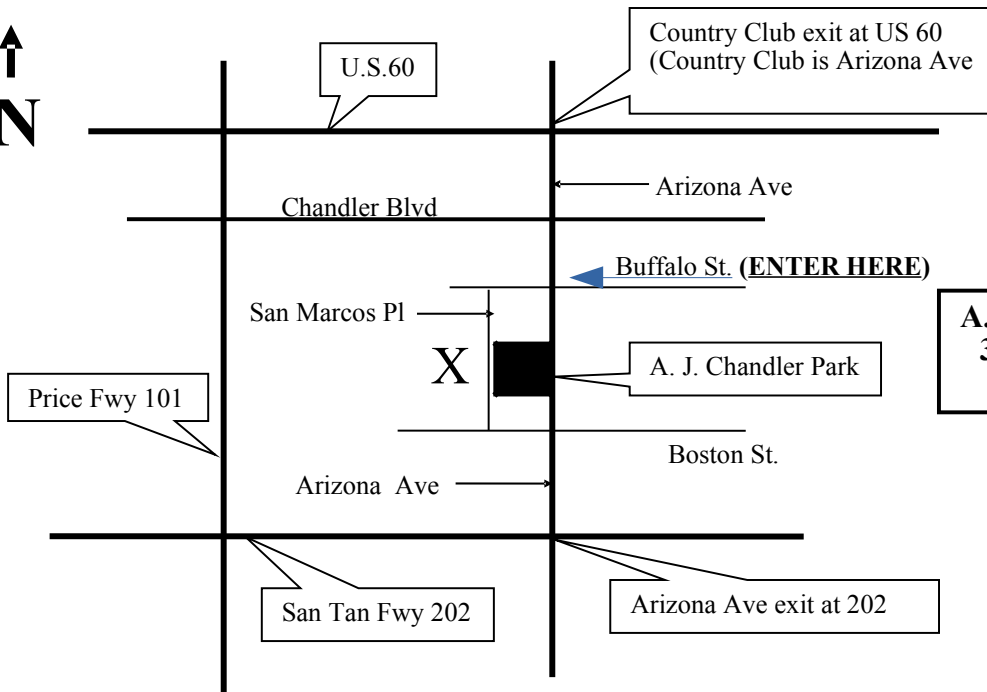 N
U.S.60
Country Club exit at US 60
(Country Club is Arizona Ave
Arizona Ave
Chandler Blvd
Buffalo St. (ENTER HERE)
San Marcos Pl
A.
3
X
A. J. Chandler Park
Price Fwy 101
Boston St.
Arizona Ave
San Tan Fwy 202
Arizona Ave exit at 202